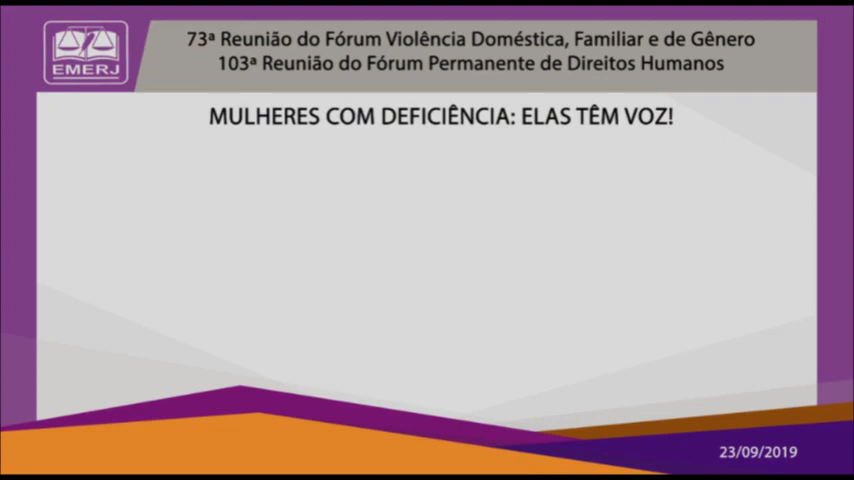 EMERJ
73ª Reunião do Fórum Violência Doméstica, Familiar e de Gênero
103ª Reunião do Fórum Permanente de Direitos Humanos
MULHERES COM DEFICIÊNCIA: ELAS TÊM VOZ!
23/09/2019